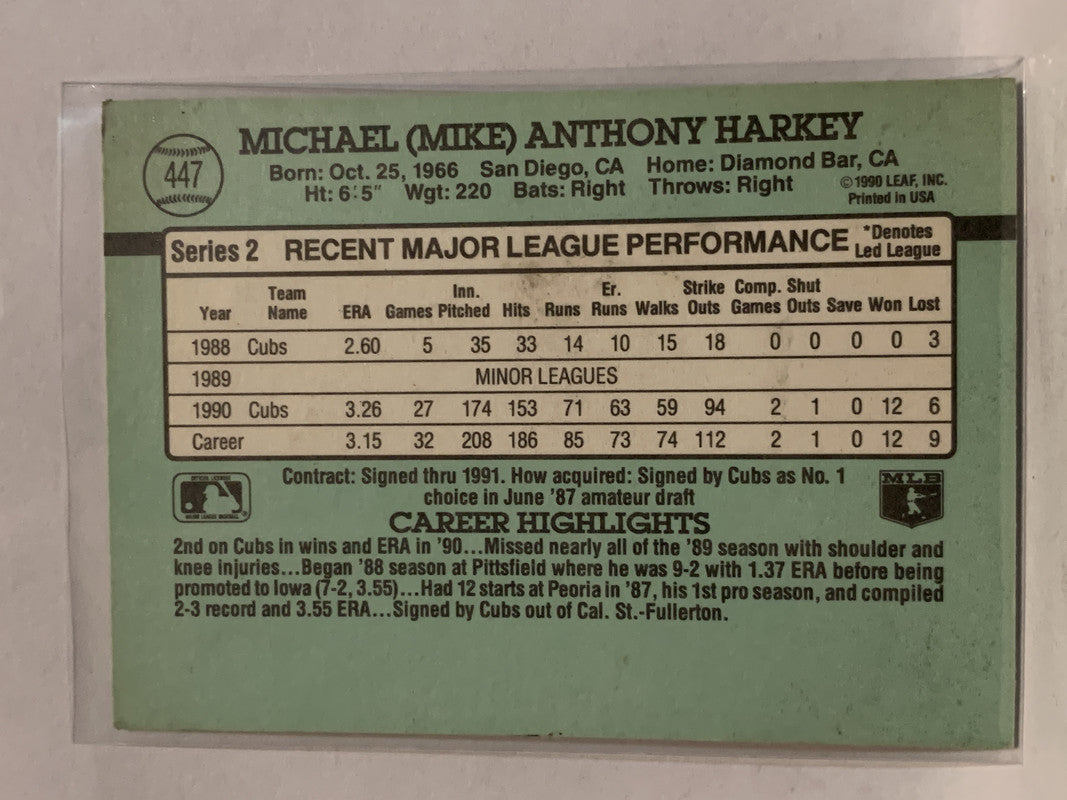 447
MICHAEL (MIKE) ANTHONY HARKEY
Born: Oct. 25, 1966 San Diego, CA Home: Diamond Bar, CA
Ht: 6'5" Wgt: 220 Bats: Right Throws: Right
©1990 LEAF, INC.
Printed in USA
Series 2 RECENT MAJOR LEAGUE PERFORMANCE
*Denotes
Led League
Year Team Name ERA Games Inn. Pitched Hits Runs Er. Runs Walks Strike Outs Comp. Games Shut Outs Save Won Lost
1988 Cubs 2.60 5 35 33 14 10 15 18 0 0 0 0 3
1989 MINOR LEAGUES
1990 Cubs 3.26 27 174 153 71 63 59 94 2 1 0 12 6
Career 3.15 32 208 186 85 73 74 112 2 1 0 12 9
Contract: Signed thru 1991. How acquired: Signed by Cubs as No. 1
choice in June '87 amateur draft
MLB
CAREER HIGHLIGHTS
2nd on Cubs in wins and ERA in '90...Missed nearly all of the '89 season with shoulder and
knee injuries...Began '88 season at Pittsfield where he was 9-2 with 1.37 ERA before being
promoted to Iowa (7-2, 3.55)...Had 12 starts at Peoria in '87, his 1st pro season, and compiled
2-3 record and 3.55 ERA...Signed by Cubs out of Cal. St.-Fullerton.